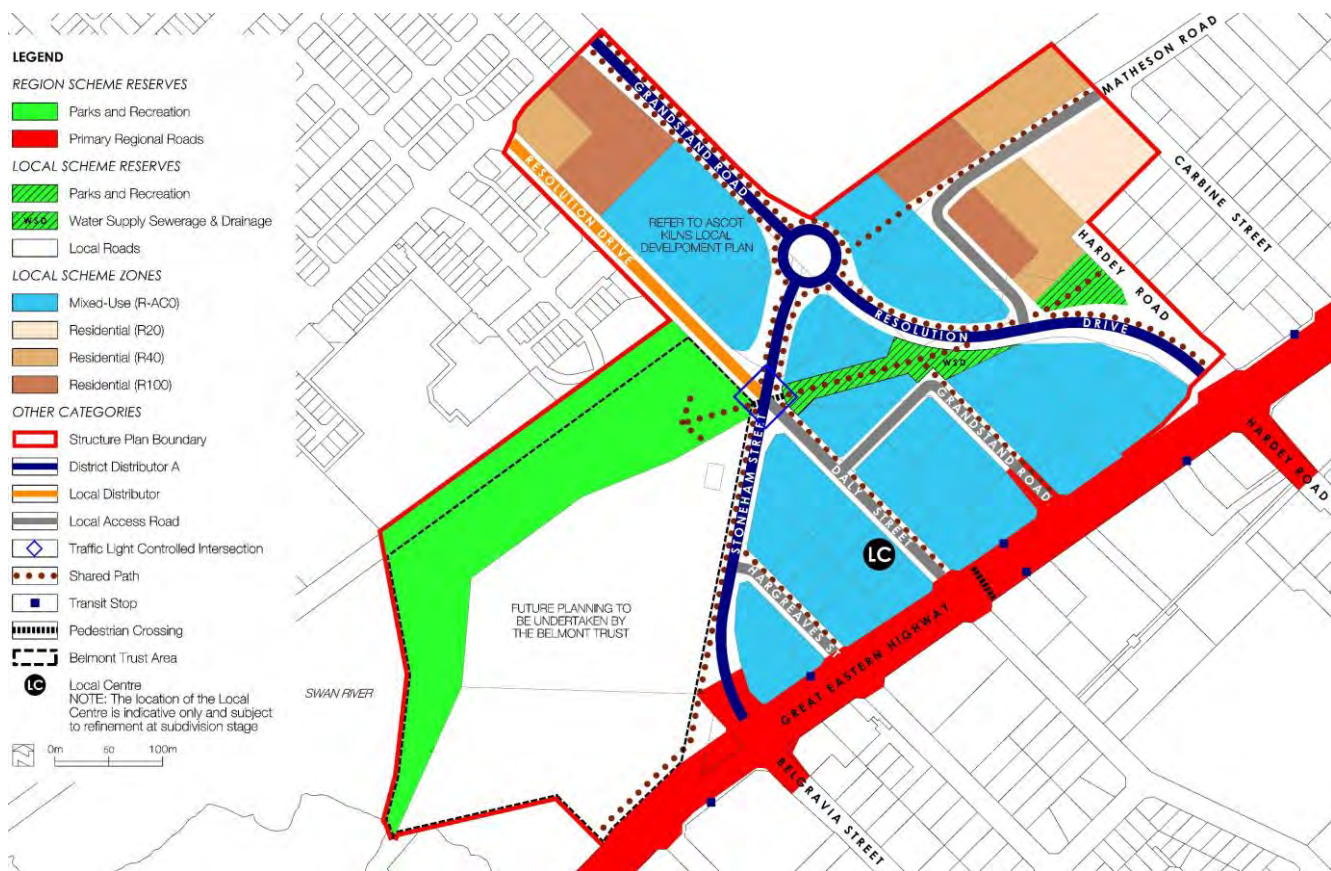 LEGEND
REGION SCHEME RESERVES
Parks and Recreation
Primary Regional Roads
LOCAL SCHEME RESERVES
Parks and Recreation
WSD Water Supply Sewerage & Drainage
Local Roads
LOCAL SCHEME ZONES
Mixed-Use (R-AC0)
Residential (R20)
Residential (R40)
Residential (R100)
OTHER CATEGORIES
Structure Plan Boundary
District Distributor A
Local Distributor
Local Access Road
Traffic Light Controlled Intersection
Shared Path
Transit Stop
Pedestrian Crossing
Belmont Trust Area
LC Local Centre
NOTE: The location of the Local
Centre is indicative only and subject
to refinement at subdivision stage
N
0m 50 100m
GRANDSTAND ROAD
RESOLUTION DRIVE
REFER TO ASCOT
KILNS LOCAL
DEVELPOMENT PLAN
MATHESON ROAD
CARBINE STREET
HARDEY ROAD
RESOLUTION DRIVE
WSD
GRANDSTAND ROAD
HARDEY ROAD
STONEHAM STREET
DALY STREET
LC
HARGREAVES ST
GREAT EASTERN HIGHWAY
BELGRAVIA STREET
FUTURE PLANNING TO
BE UNDERTAKEN BY
THE BELMONT TRUST
SWAN RIVER